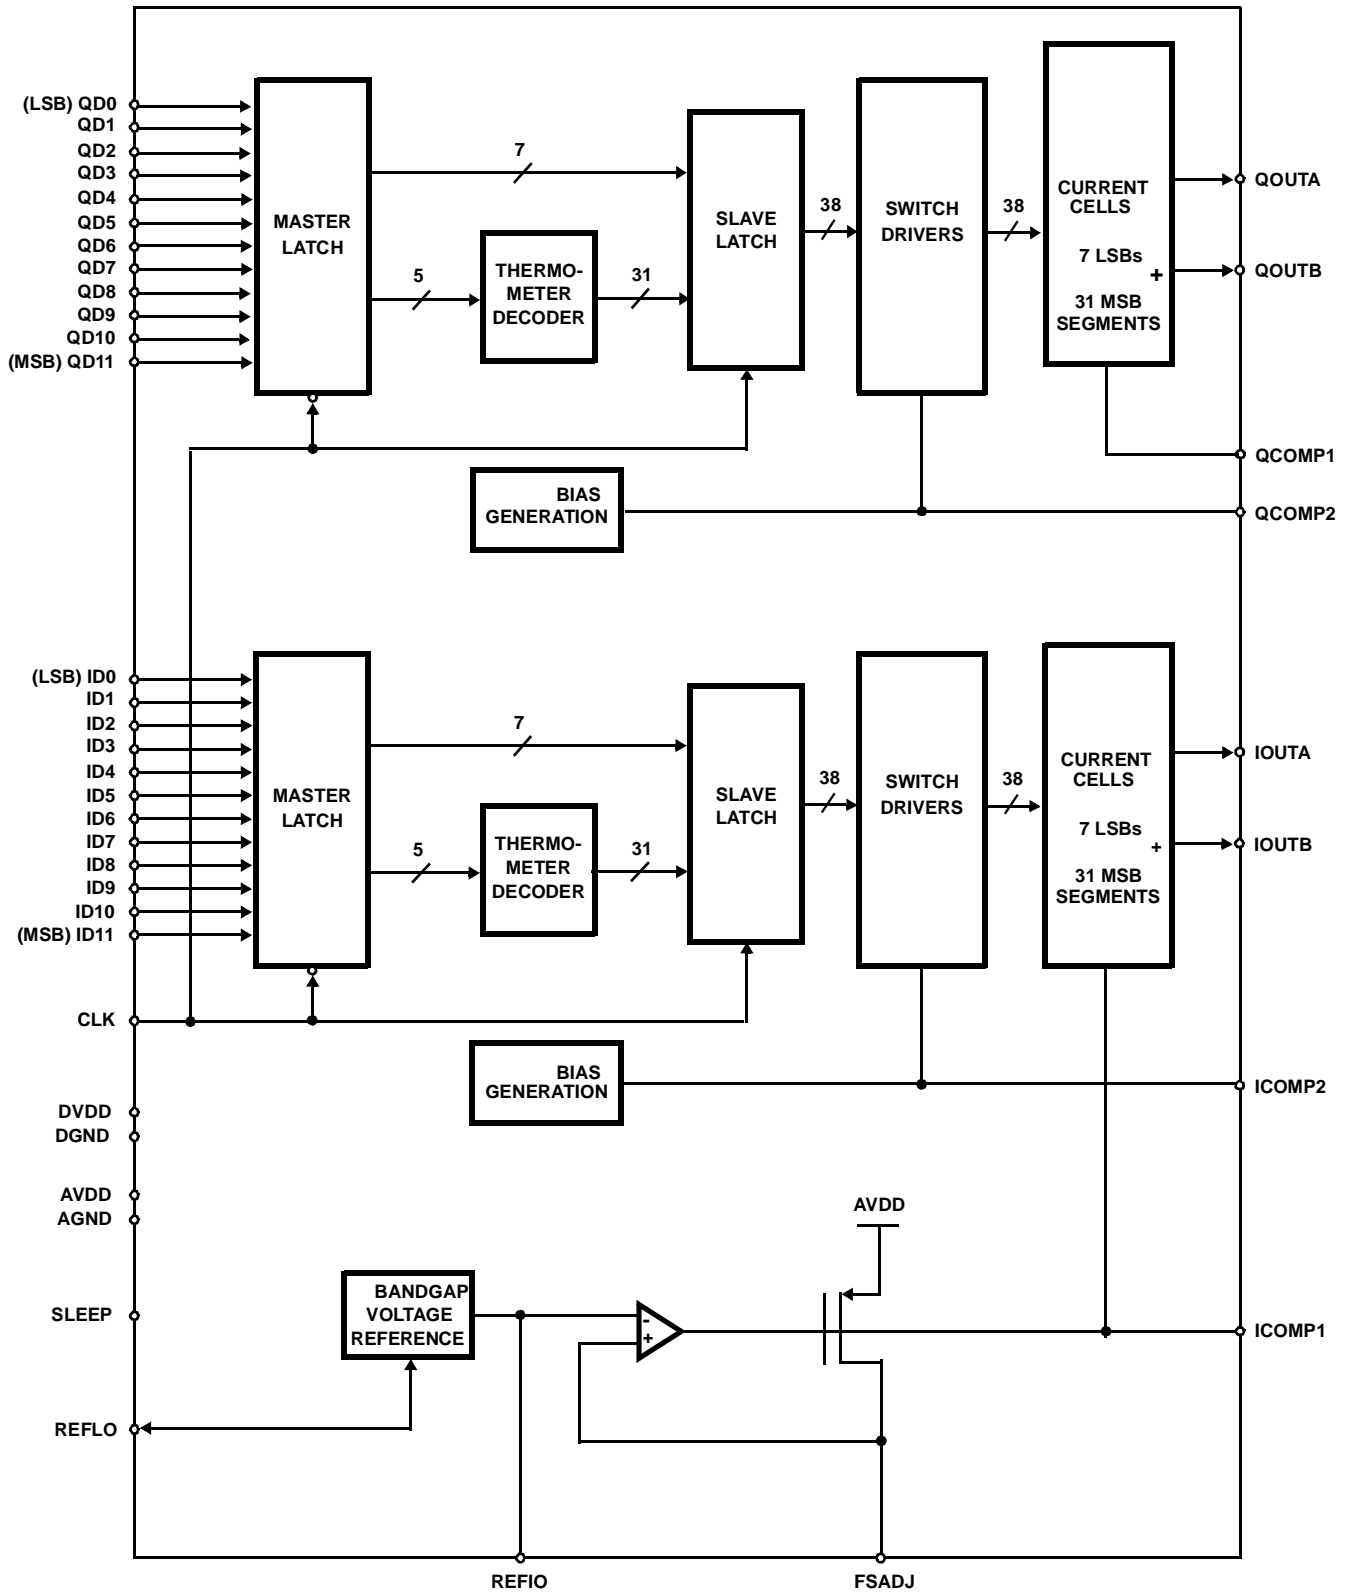 (LSB) QD0
QD1
QD2
QD3
QD4
QD5
QD6
QD7
QD8
QD9
QD10
(MSB) QD11
MASTER
LATCH
7
5
THERMO-
METER
DECODER
31
SLAVE
LATCH
38
SWITCH
DRIVERS
38
CURRENT
CELLS
7 LSBs
+
31 MSB
SEGMENTS
QOUTA
QOUTB
QCOMP1
QCOMP2
BIAS
GENERATION
(LSB) ID0
ID1
ID2
ID3
ID4
ID5
ID6
ID7
ID8
ID9
ID10
(MSB) ID11
MASTER
LATCH
7
5
THERMO-
METER
DECODER
31
SLAVE
LATCH
38
SWITCH
DRIVERS
38
CURRENT
CELLS
7 LSBs
+
31 MSB
SEGMENTS
IOUTA
IOUTB
CLK
BIAS
GENERATION
ICOMP2
DVDD
DGND
AVDD
AGND
AVDD
SLEEP
BANDGAP
VOLTAGE
REFERENCE
-
+
ICOMP1
REFLO
REFIO
FSADJ